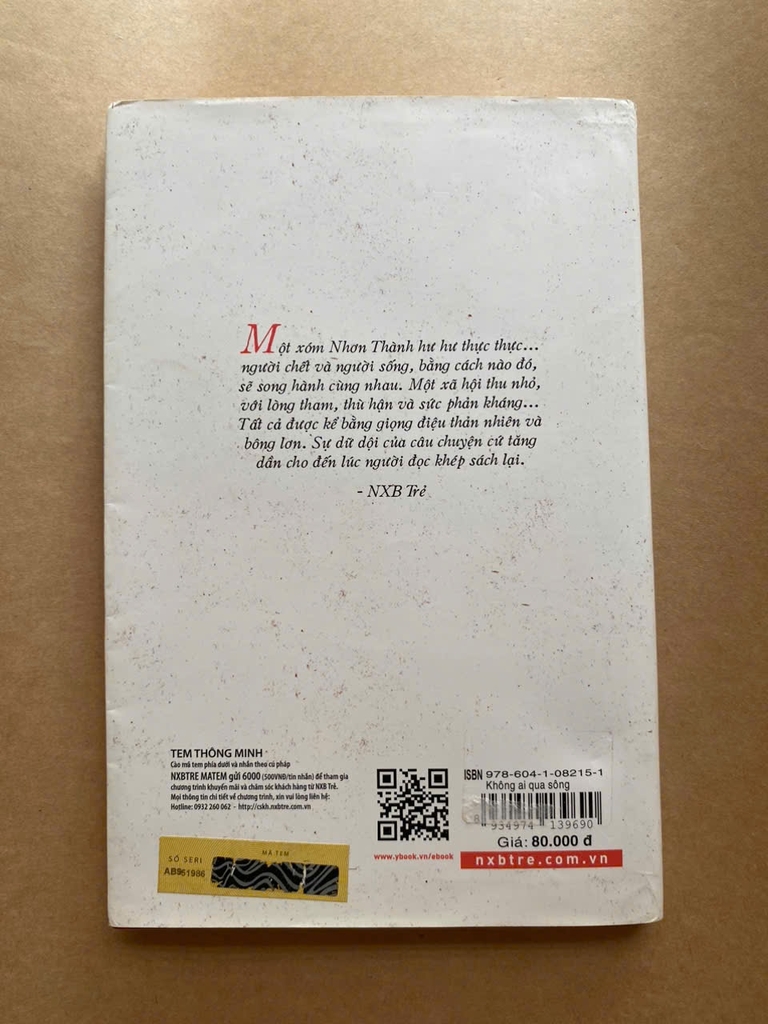 Một xóm Nhơn Thành hư hư thực thực...
người chết và người sống, bằng cách nào đó,
sẽ song hành cùng nhau. Một xã hội thu nhỏ,
với lòng tham, thù hận và sức phản kháng...
Tất cả được kể bằng giọng điệu thản nhiên và
bông lơn. Sự dữ dội của câu chuyện cứ tăng
dần cho đến lúc người đọc khép sách lại.
- NXB Trẻ
TEM THÔNG MINH
Cào mã tem phía dưới và nhắn theo cú pháp
NXBTRE MATEM gửi 6000 (500VNĐ/tin nhắn) để tham gia
chương trình khuyến mãi và chăm sóc khách hàng từ NXB Trẻ.
Mọi thông tin chi tiết về chương trình, xin vui lòng liên hệ:
Hotline: 0932 260 062 - http://cskh.nxbtre.com.vn
SỐ SERI
AB961986
MÃ TEM
www.ybook.vn/ebook
ISBN 978-604-1-08215-1
Không ai qua sông
8 934974 139690
Giá: 80.000 đ
nxbtre.com.vn